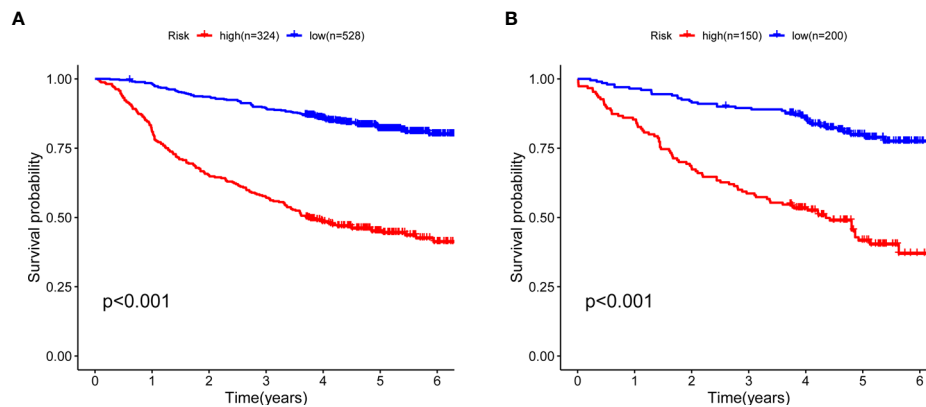 A
Risk high(n=324) low(n=528)
Survival probability
1.00
0.75
0.50
0.25
0.00
p<0.001
0 1 2 3 4 5 6
Time(years)
B
Risk high(n=150) low(n=200)
Survival probability
1.00
0.75
0.50
0.25
0.00
p<0.001
0 1 2 3 4 5 6
Time(years)